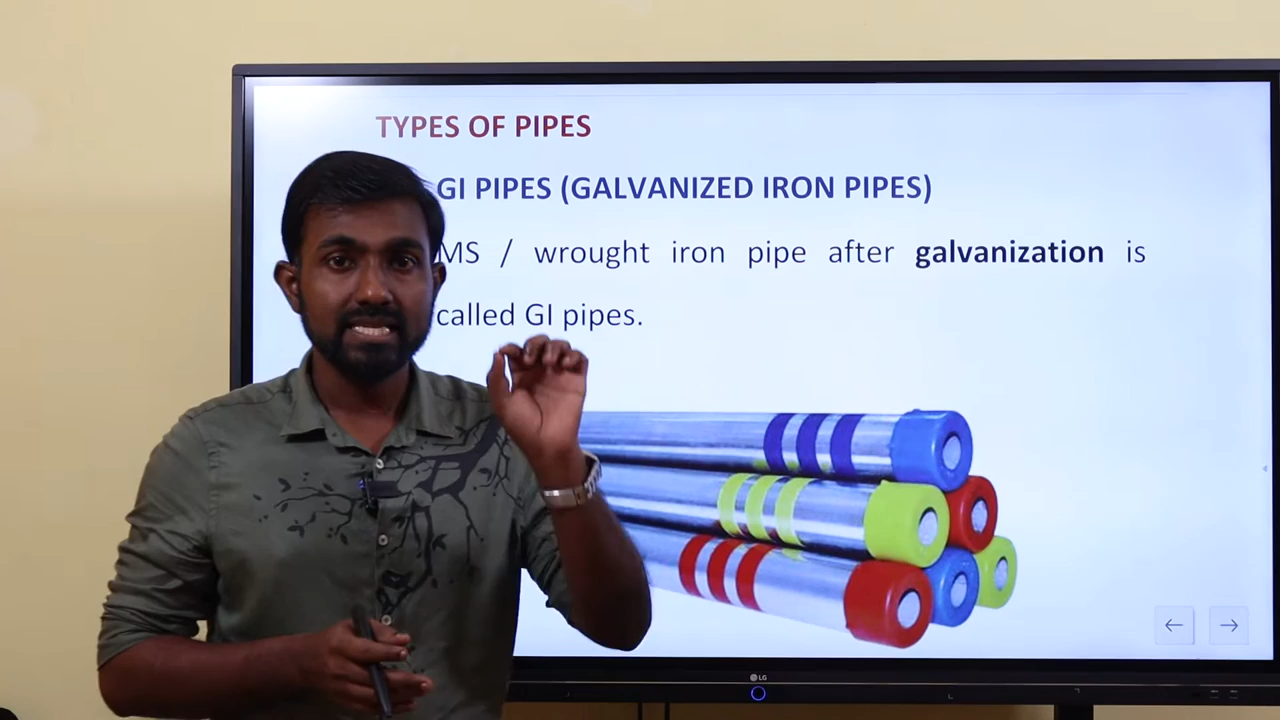 TYPES OF PIPES
GI PIPES (GALVANIZED IRON PIPES)
MS / wrought iron pipe after galvanization is
called GI pipes.
LG